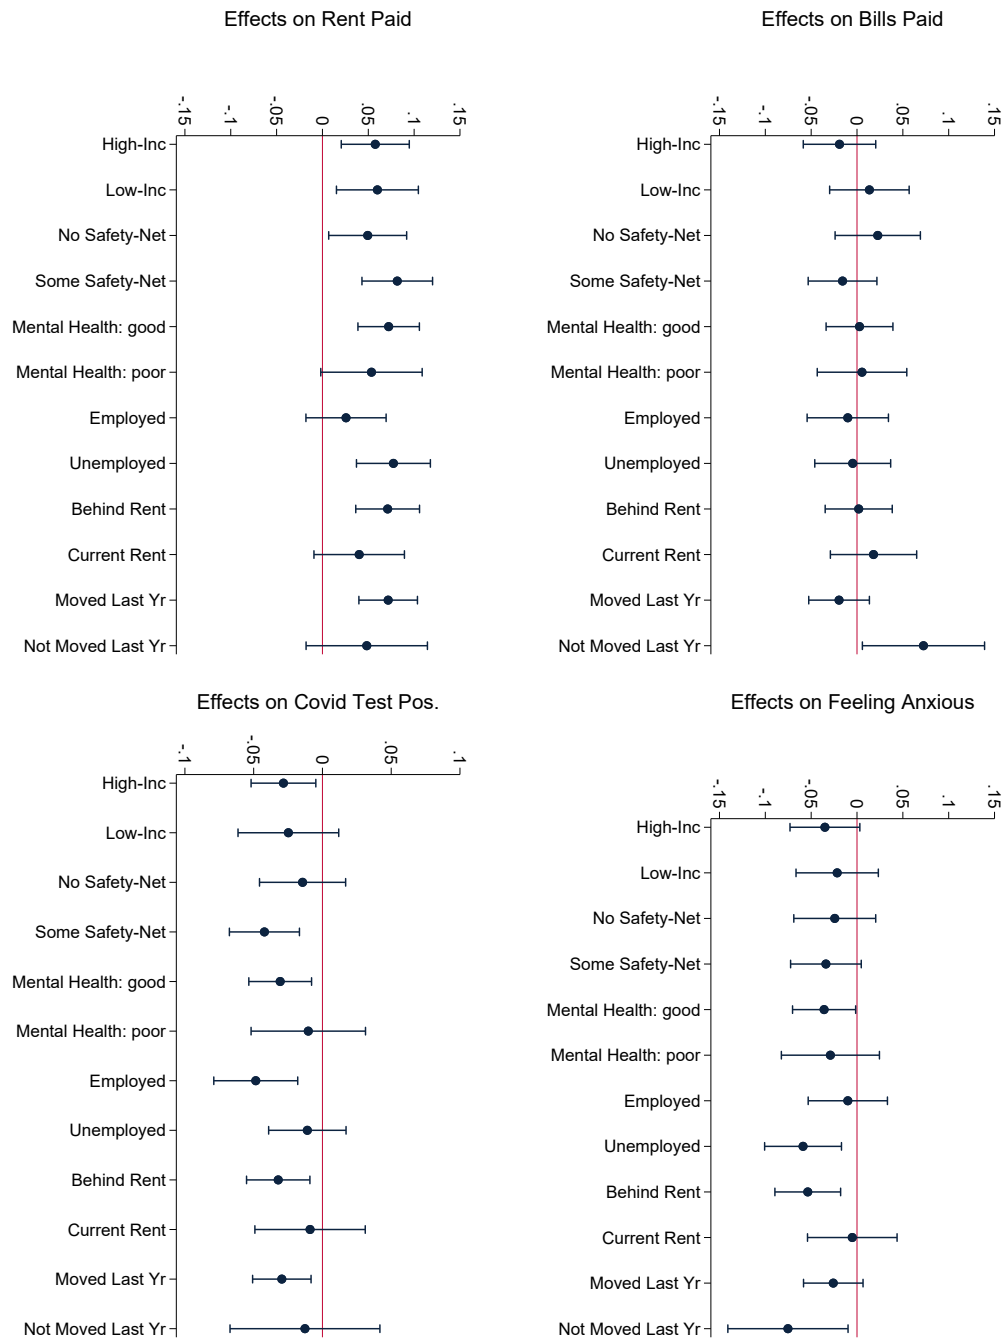 Effects on Rent Paid
-.15 -.1 -.05 0 .05 .1 .15
High-Inc
Low-Inc
No Safety-Net
Some Safety-Net
Mental Health: good
Mental Health: poor
Employed
Unemployed
Behind Rent
Current Rent
Moved Last Yr
Not Moved Last Yr
Effects on Bills Paid
-.15 -.1 -.05 0 .05 .1 .15
High-Inc
Low-Inc
No Safety-Net
Some Safety-Net
Mental Health: good
Mental Health: poor
Employed
Unemployed
Behind Rent
Current Rent
Moved Last Yr
Not Moved Last Yr
Effects on Covid Test Pos.
-.1 -.05 0 .05 .1
High-Inc
Low-Inc
No Safety-Net
Some Safety-Net
Mental Health: good
Mental Health: poor
Employed
Unemployed
Behind Rent
Current Rent
Moved Last Yr
Not Moved Last Yr
Effects on Feeling Anxious
-.15 -.1 -.05 0 .05 .1 .15
High-Inc
Low-Inc
No Safety-Net
Some Safety-Net
Mental Health: good
Mental Health: poor
Employed
Unemployed
Behind Rent
Current Rent
Moved Last Yr
Not Moved Last Yr